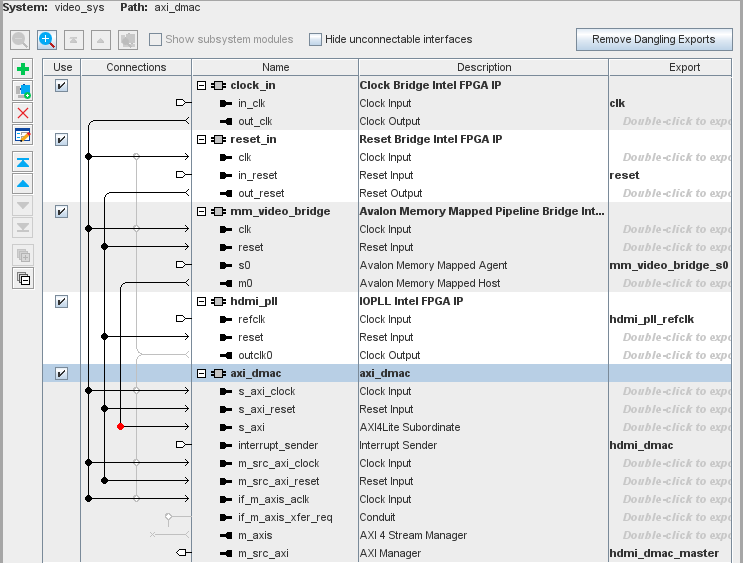 System: video_sys Path: axi_dmac
Show subsystem modules Hide unconnectable interfaces Remove Dangling Exports
Use Connections Name Description Export
clock_in Clock Bridge Intel FPGA IP
in_clk Clock Input clk
out_clk Clock Output Double-click to expo
reset_in Reset Bridge Intel FPGA IP
clk Clock Input Double-click to expo
in_reset Reset Input reset
out_reset Reset Output Double-click to expo
mm_video_bridge Avalon Memory Mapped Pipeline Bridge Int...
clk Clock Input Double-click to expo
reset Reset Input Double-click to expo
s0 Avalon Memory Mapped Agent mm_video_bridge_s0
m0 Avalon Memory Mapped Host Double-click to expo
hdmi_pll IOPLL Intel FPGA IP
refclk Clock Input hdmi_pll_refclk
reset Reset Input Double-click to expo
outclk0 Clock Output Double-click to expo
axi_dmac axi_dmac
s_axi_clock Clock Input Double-click to expo
s_axi_reset Reset Input Double-click to expo
s_axi AXI4Lite Subordinate Double-click to expo
interrupt_sender Interrupt Sender hdmi_dmac
m_src_axi_clock Clock Input Double-click to expo
m_src_axi_reset Reset Input Double-click to expo
if_m_axis_aclk Clock Input Double-click to expo
if_m_axis_xfer_req Conduit Double-click to expo
m_axis AXI 4 Stream Manager Double-click to expo
m_src_axi AXI Manager hdmi_dmac_master